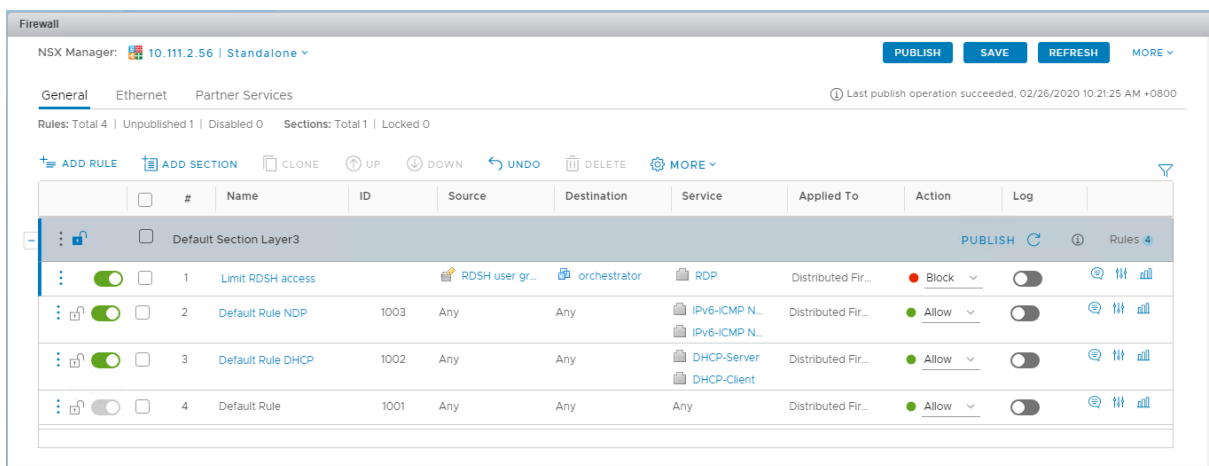 Firewall
NSX Manager: 10.111.2.56 | Standalone PUBLISH SAVE REFRESH MORE
General Ethernet Partner Services Last publish operation succeeded, 02/26/2020 10:21:25 AM +0800
Rules: Total 4 | Unpublished 1 | Disabled 0 Sections: Total 1 | Locked 0
ADD RULE ADD SECTION CLONE UP DOWN UNDO DELETE MORE
# Name ID Source Destination Service Applied To Action Log
Default Section Layer3 PUBLISH Rules 4
1 Limit RDSH access RDSH user gr... orchestrator RDP Distributed Fir... Block
2 Default Rule NDP 1003 Any Any IPv6-ICMP N... Distributed Fir... Allow
IPv6-ICMP N...
3 Default Rule DHCP 1002 Any Any DHCP-Server Distributed Fir... Allow
DHCP-Client
4 Default Rule 1001 Any Any Any Distributed Fir... Allow